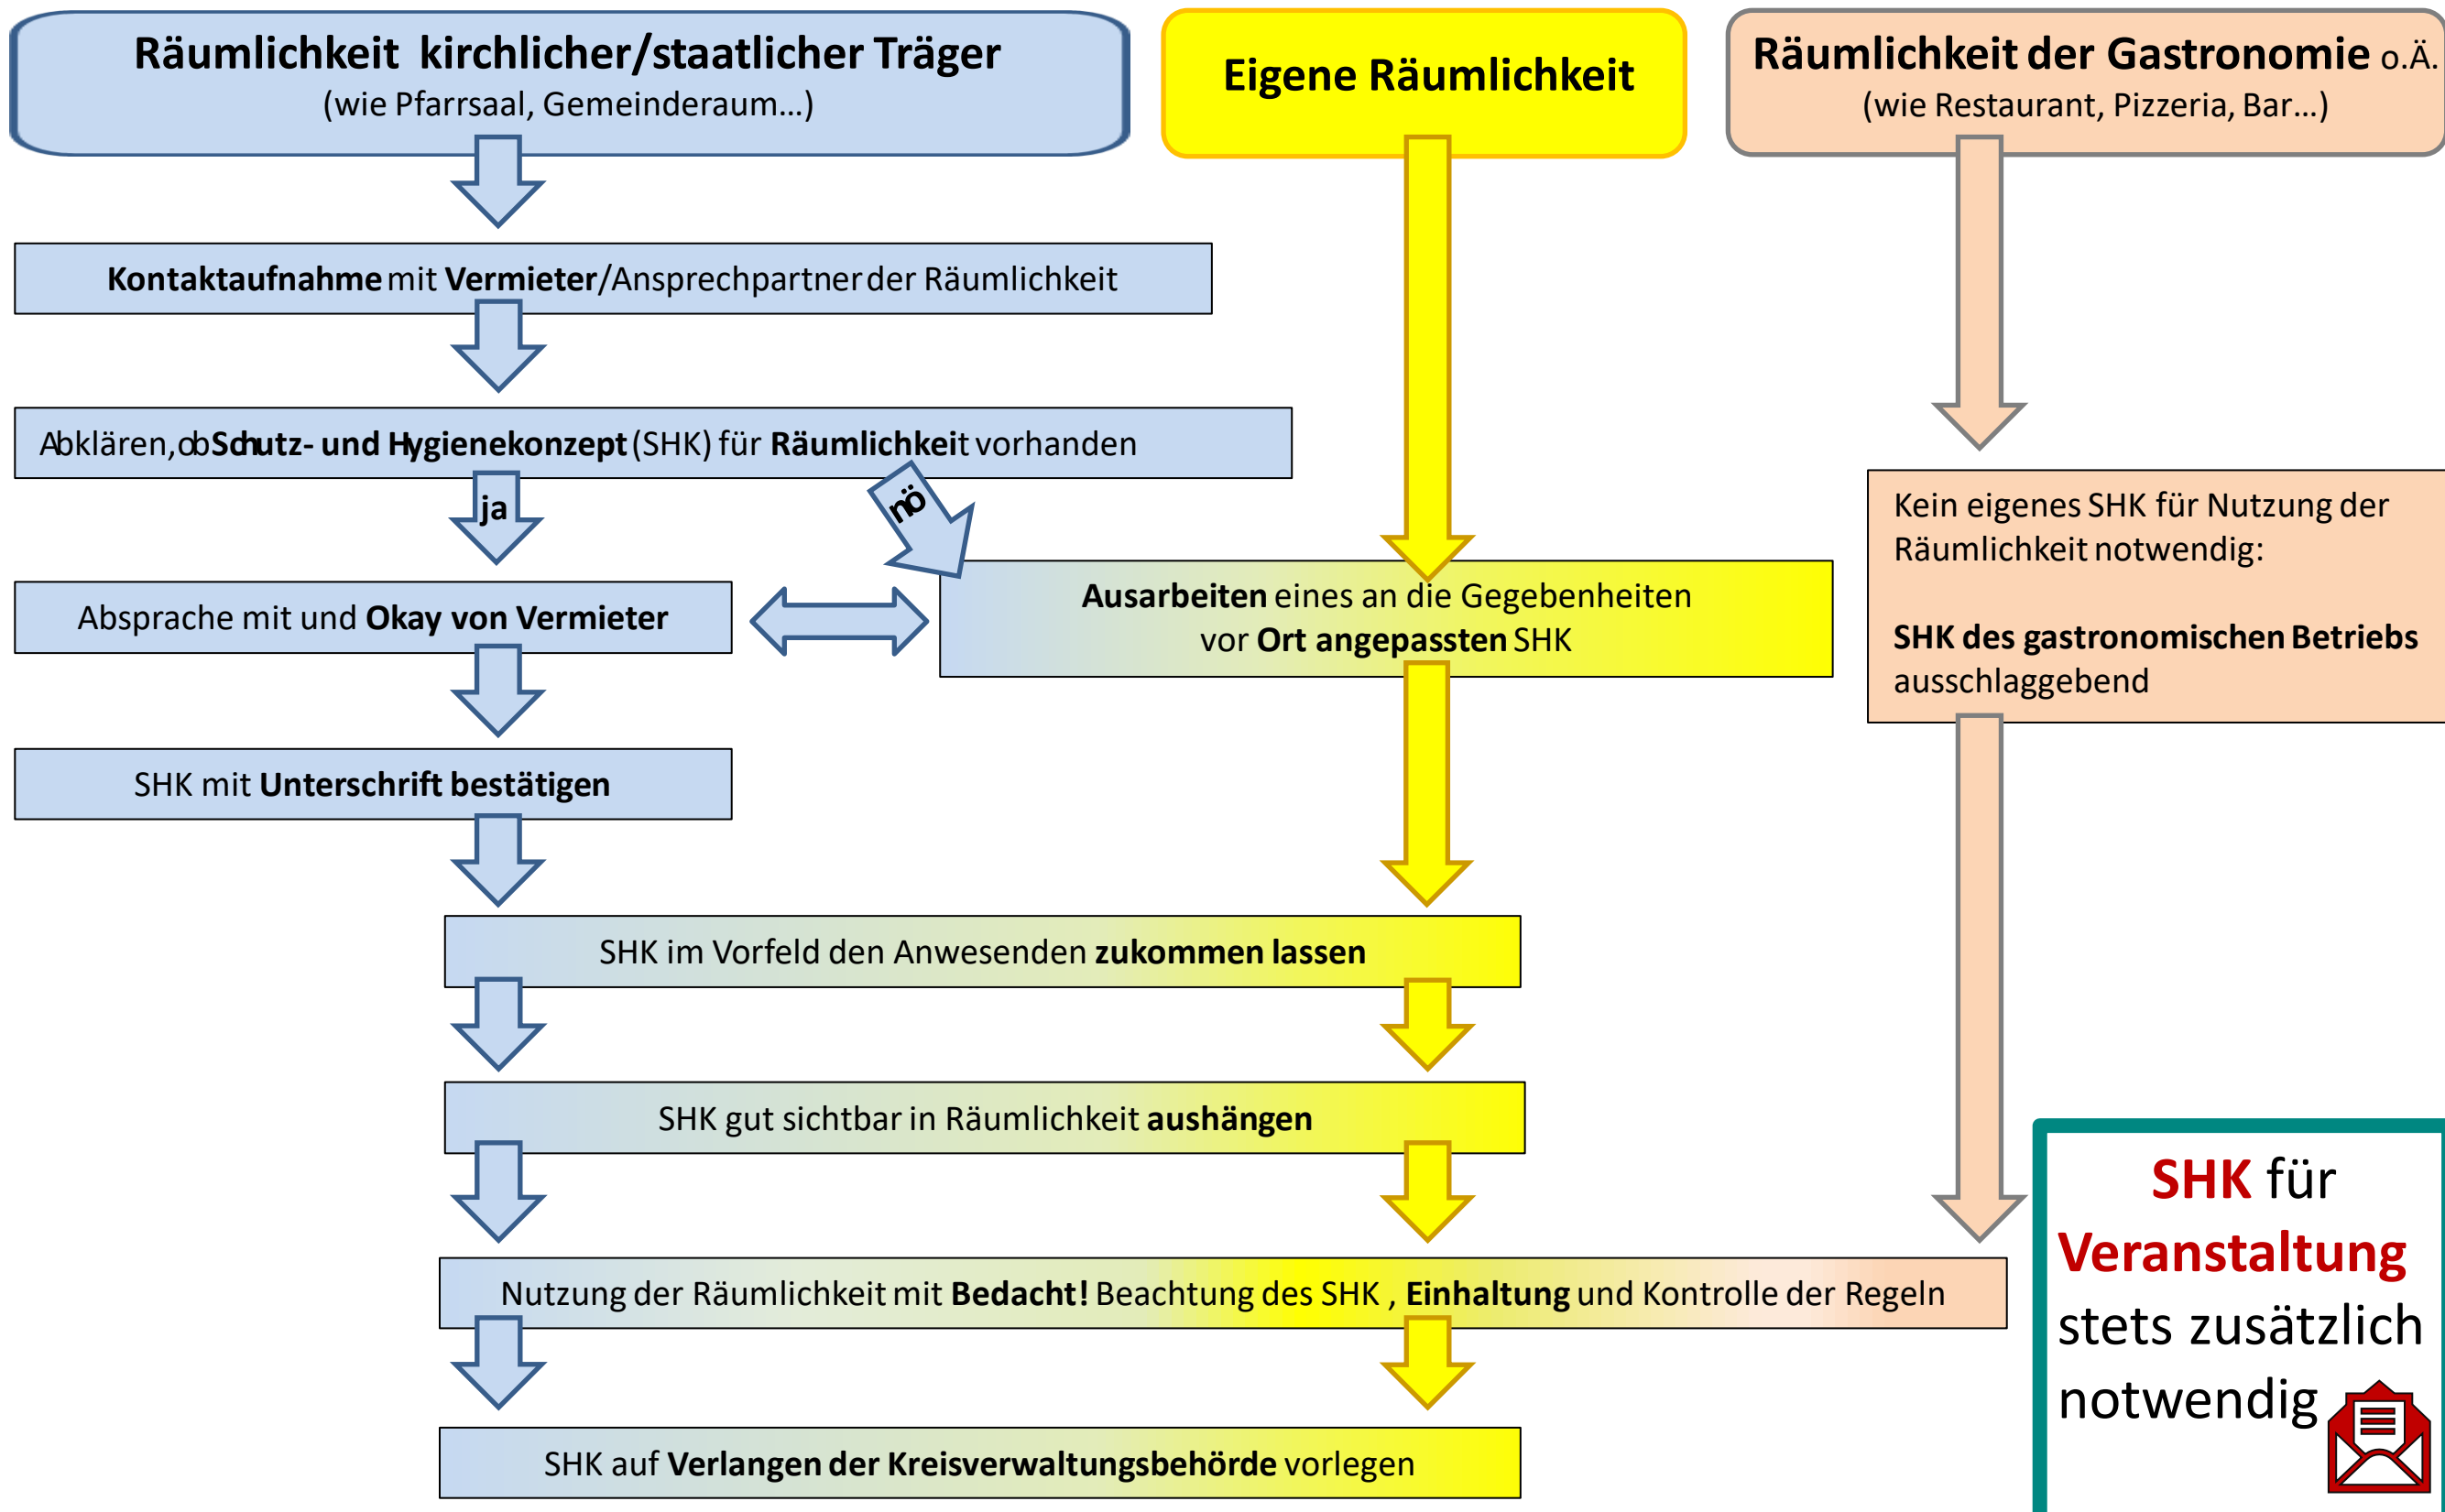 Räumlichkeit kirchlicher/staatlicher Träger
(wie Pfarrsaal, Gemeinderaum...)
Eigene Räumlichkeit
Räumlichkeit der Gastronomie o.Ä.
(wie Restaurant, Pizzeria, Bar...)
Kontaktaufnahme mit Vermieter/Ansprechpartner der Räumlichkeit
Abklären, ob Schutz- und Hygienekonzept (SHK) für Räumlichkeit vorhanden
ja
nö
Kein eigenes SHK für Nutzung der
Räumlichkeit notwendig:
SHK des gastronomischen Betriebs
ausschlaggebend
Absprache mit und Okay von Vermieter
Ausarbeiten eines an die Gegebenheiten
vor Ort angepassten SHK
SHK mit Unterschrift bestätigen
SHK im Vorfeld den Anwesenden zukommen lassen
SHK gut sichtbar in Räumlichkeit aushängen
Nutzung der Räumlichkeit mit Bedacht! Beachtung des SHK , Einhaltung und Kontrolle der Regeln
SHK auf Verlangen der Kreisverwaltungsbehörde vorlegen
SHK für
Veranstaltung
stets zusätzlich
notwendig